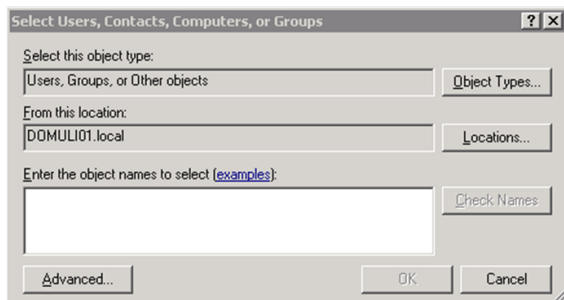 Select Users, Contacts, Computers, or Groups
Select this object type:
Users, Groups, or Other objects
Object Types...
From this location:
DOMULI01.local
Locations...
Enter the object names to select (examples):
Check Names
Advanced...
OK
Cancel